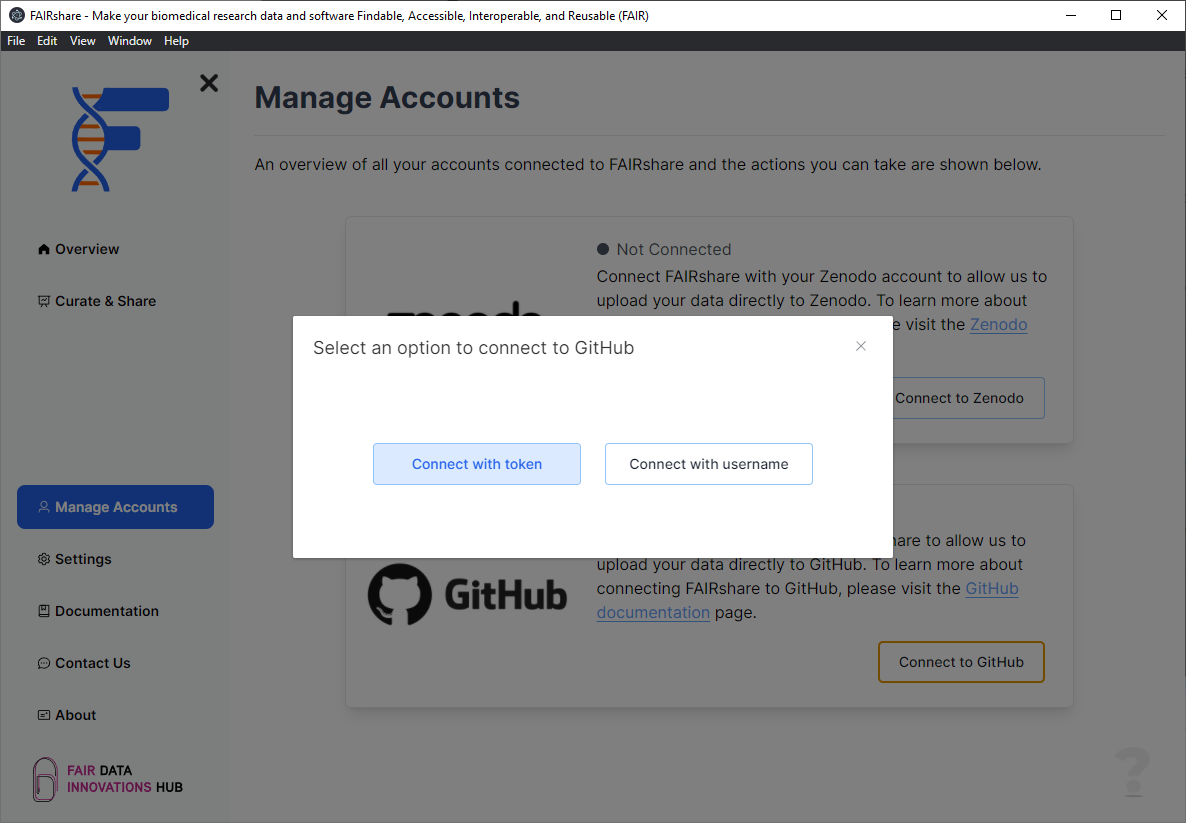 FAIRshare - Make your biomedical research data and software Findable, Accessible, Interoperable, and Reusable (FAIR)
File Edit View Window Help
Manage Accounts
An overview of all your accounts connected to FAIRshare and the actions you can take are shown below.
Overview
Curate & Share
Manage Accounts
Settings
Documentation
Contact Us
About
FAIR DATA
INNOVATIONS HUB
Not Connected
Connect FAIRshare with your Zenodo account to allow us to
upload your data directly to Zenodo. To learn more about
visit the Zenodo
Connect to Zenodo
Select an option to connect to GitHub
Connect with token
Connect with username
to allow us to
upload your data directly to GitHub. To learn more about
connecting FAIRshare to GitHub, please visit the GitHub
documentation page.
GitHub
Connect to GitHub
?